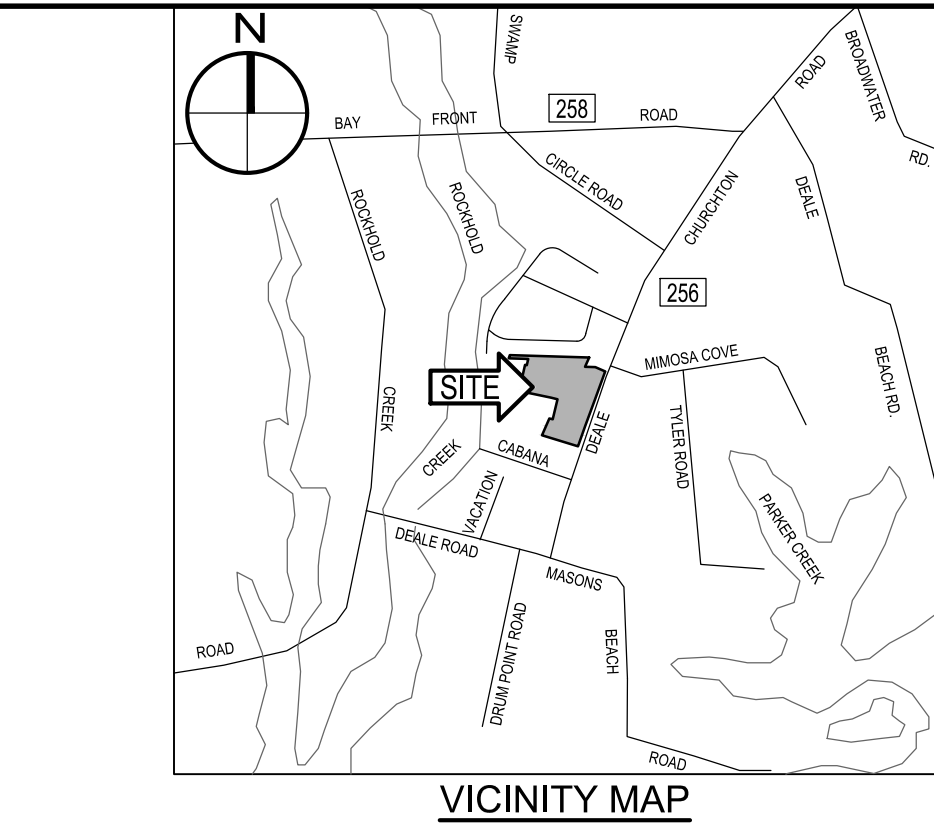 N
SWAMP
258
BAY
FRONT
ROAD
ROAD
BROADWATER
RD.
CIRCLE ROAD
ROCKHOLD
ROCKHOLD
CHURCHTON
DEALE
256
MIMOSA COVE
BEACH RD.
SITE
CREEK
DEALE
TYLER ROAD
CREEK
CABANA
VACATION
PARKER CREEK
DEALE ROAD
MASONS
DRUM POINT ROAD
BEACH
ROAD
ROAD
VICINITY MAP